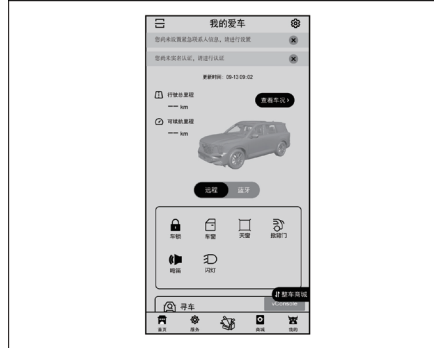 我的爱车
您尚未设置紧急联系人信息，请进行设置
您尚未实名认证，请进行认证
更新时间：09-12 09:02
行驶总里程
--- km
查看车况 >
可续航里程
--- km
远程 蓝牙
车锁 车窗 天窗 掀背门
鸣笛 闪灯
整车商城
寻车
首页 服务 商城 我的